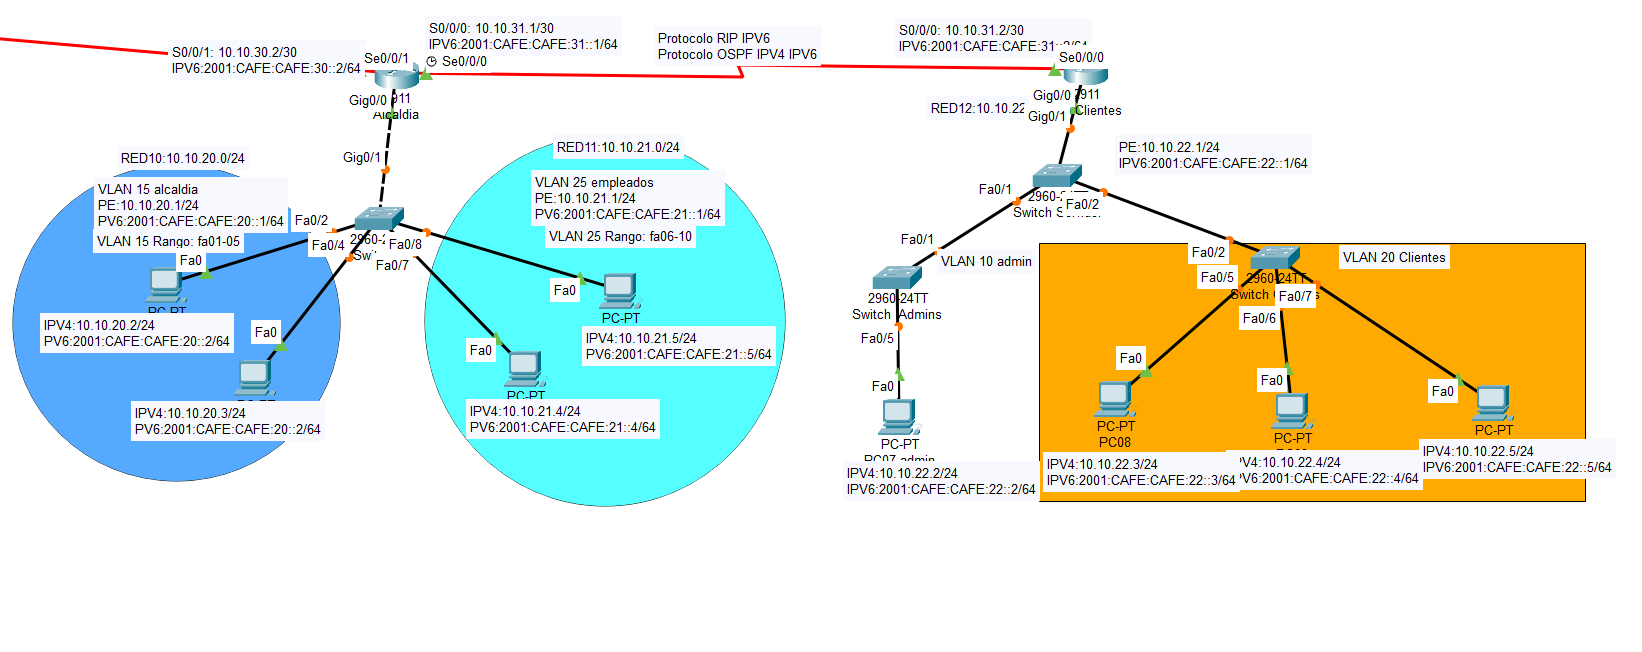 S0/0/1: 10.10.30.2/30
IPV6:2001:CAFE:CAFE:30::2/64
Se0/0/1
S0/0/0: 10.10.31.1/30
IPV6:2001:CAFE:CAFE:31::1/64
Se0/0/0
Gig0/0
911
Alcaldia
Gig0/1
Protocolo RIP IPV6
Protocolo OSPF IPV4 IPV6
S0/0/0: 10.10.31.2/30
IPV6:2001:CAFE:CAFE:31::2/64
Se0/0/0
Gig0/0
2911
Clientes
RED12:10.10.22
Gig0/1
PE:10.10.22.1/24
IPV6:2001:CAFE:CAFE:22::1/64
RED10:10.10.20.0/24
VLAN 15 alcaldia
PE:10.10.20.1/24
PV6:2001:CAFE:CAFE:20::1/64
VLAN 15 Rango: fa01-05
Fa0/2
Fa0/4
2960-2
Swi
Fa0/8
Fa0/7
Fa0
PC-PT
IPV4:10.10.20.2/24
PV6:2001:CAFE:CAFE:20::2/64
Fa0
IPV4:10.10.20.3/24
PV6:2001:CAFE:CAFE:20::2/64
RED11:10.10.21.0/24
VLAN 25 empleados
PE:10.10.21.1/24
PV6:2001:CAFE:CAFE:21::1/64
VLAN 25 Rango: fa06-10
Fa0
PC-PT
IPV4:10.10.21.5/24
PV6:2001:CAFE:CAFE:21::5/64
Fa0
PC-PT
IPV4:10.10.21.4/24
PV6:2001:CAFE:CAFE:21::4/64
Fa0/1
2960-24TT
Switch
Fa0/2
Fa0/1
VLAN 10 admin
2960-24TT
Switch Admins
Fa0/5
Fa0
PC-PT
PC07 admin
IPV4:10.10.22.2/24
IPV6:2001:CAFE:CAFE:22::2/64
VLAN 20 Clientes
Fa0/2
2960-24TT
Switch
Fa0/5
Fa0/7
Fa0/6
Fa0
PC-PT
PC08
IPV4:10.10.22.3/24
IPV6:2001:CAFE:CAFE:22::3/64
Fa0
PC-PT
PV4:10.10.22.4/24
PV6:2001:CAFE:CAFE:22::4/64
Fa0
PC-PT
IPV4:10.10.22.5/24
IPV6:2001:CAFE:CAFE:22::5/64